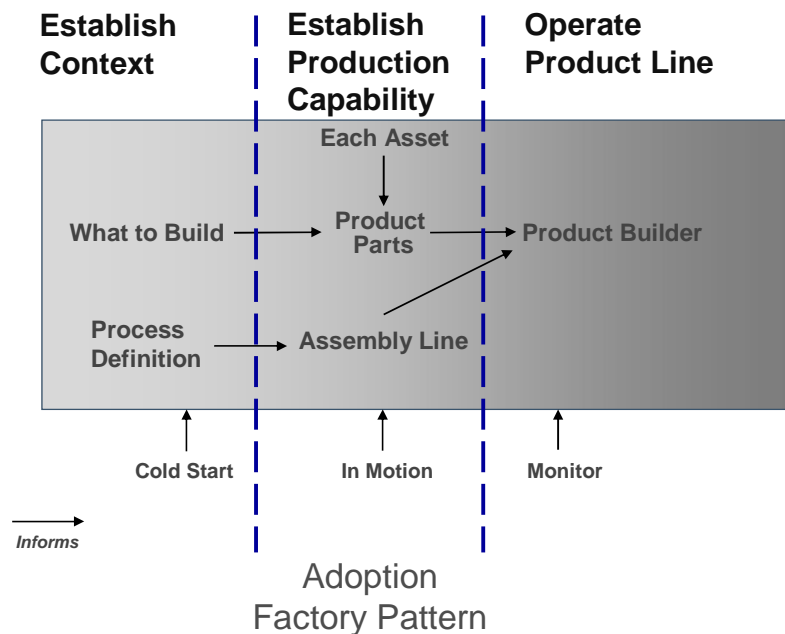 Establish
Context
Establish
Production
Capability
Operate
Product Line
Each Asset
What to Build
Product
Parts
Product Builder
Process
Definition
Assembly Line
Cold Start
In Motion
Monitor
Informs
Adoption
Factory Pattern